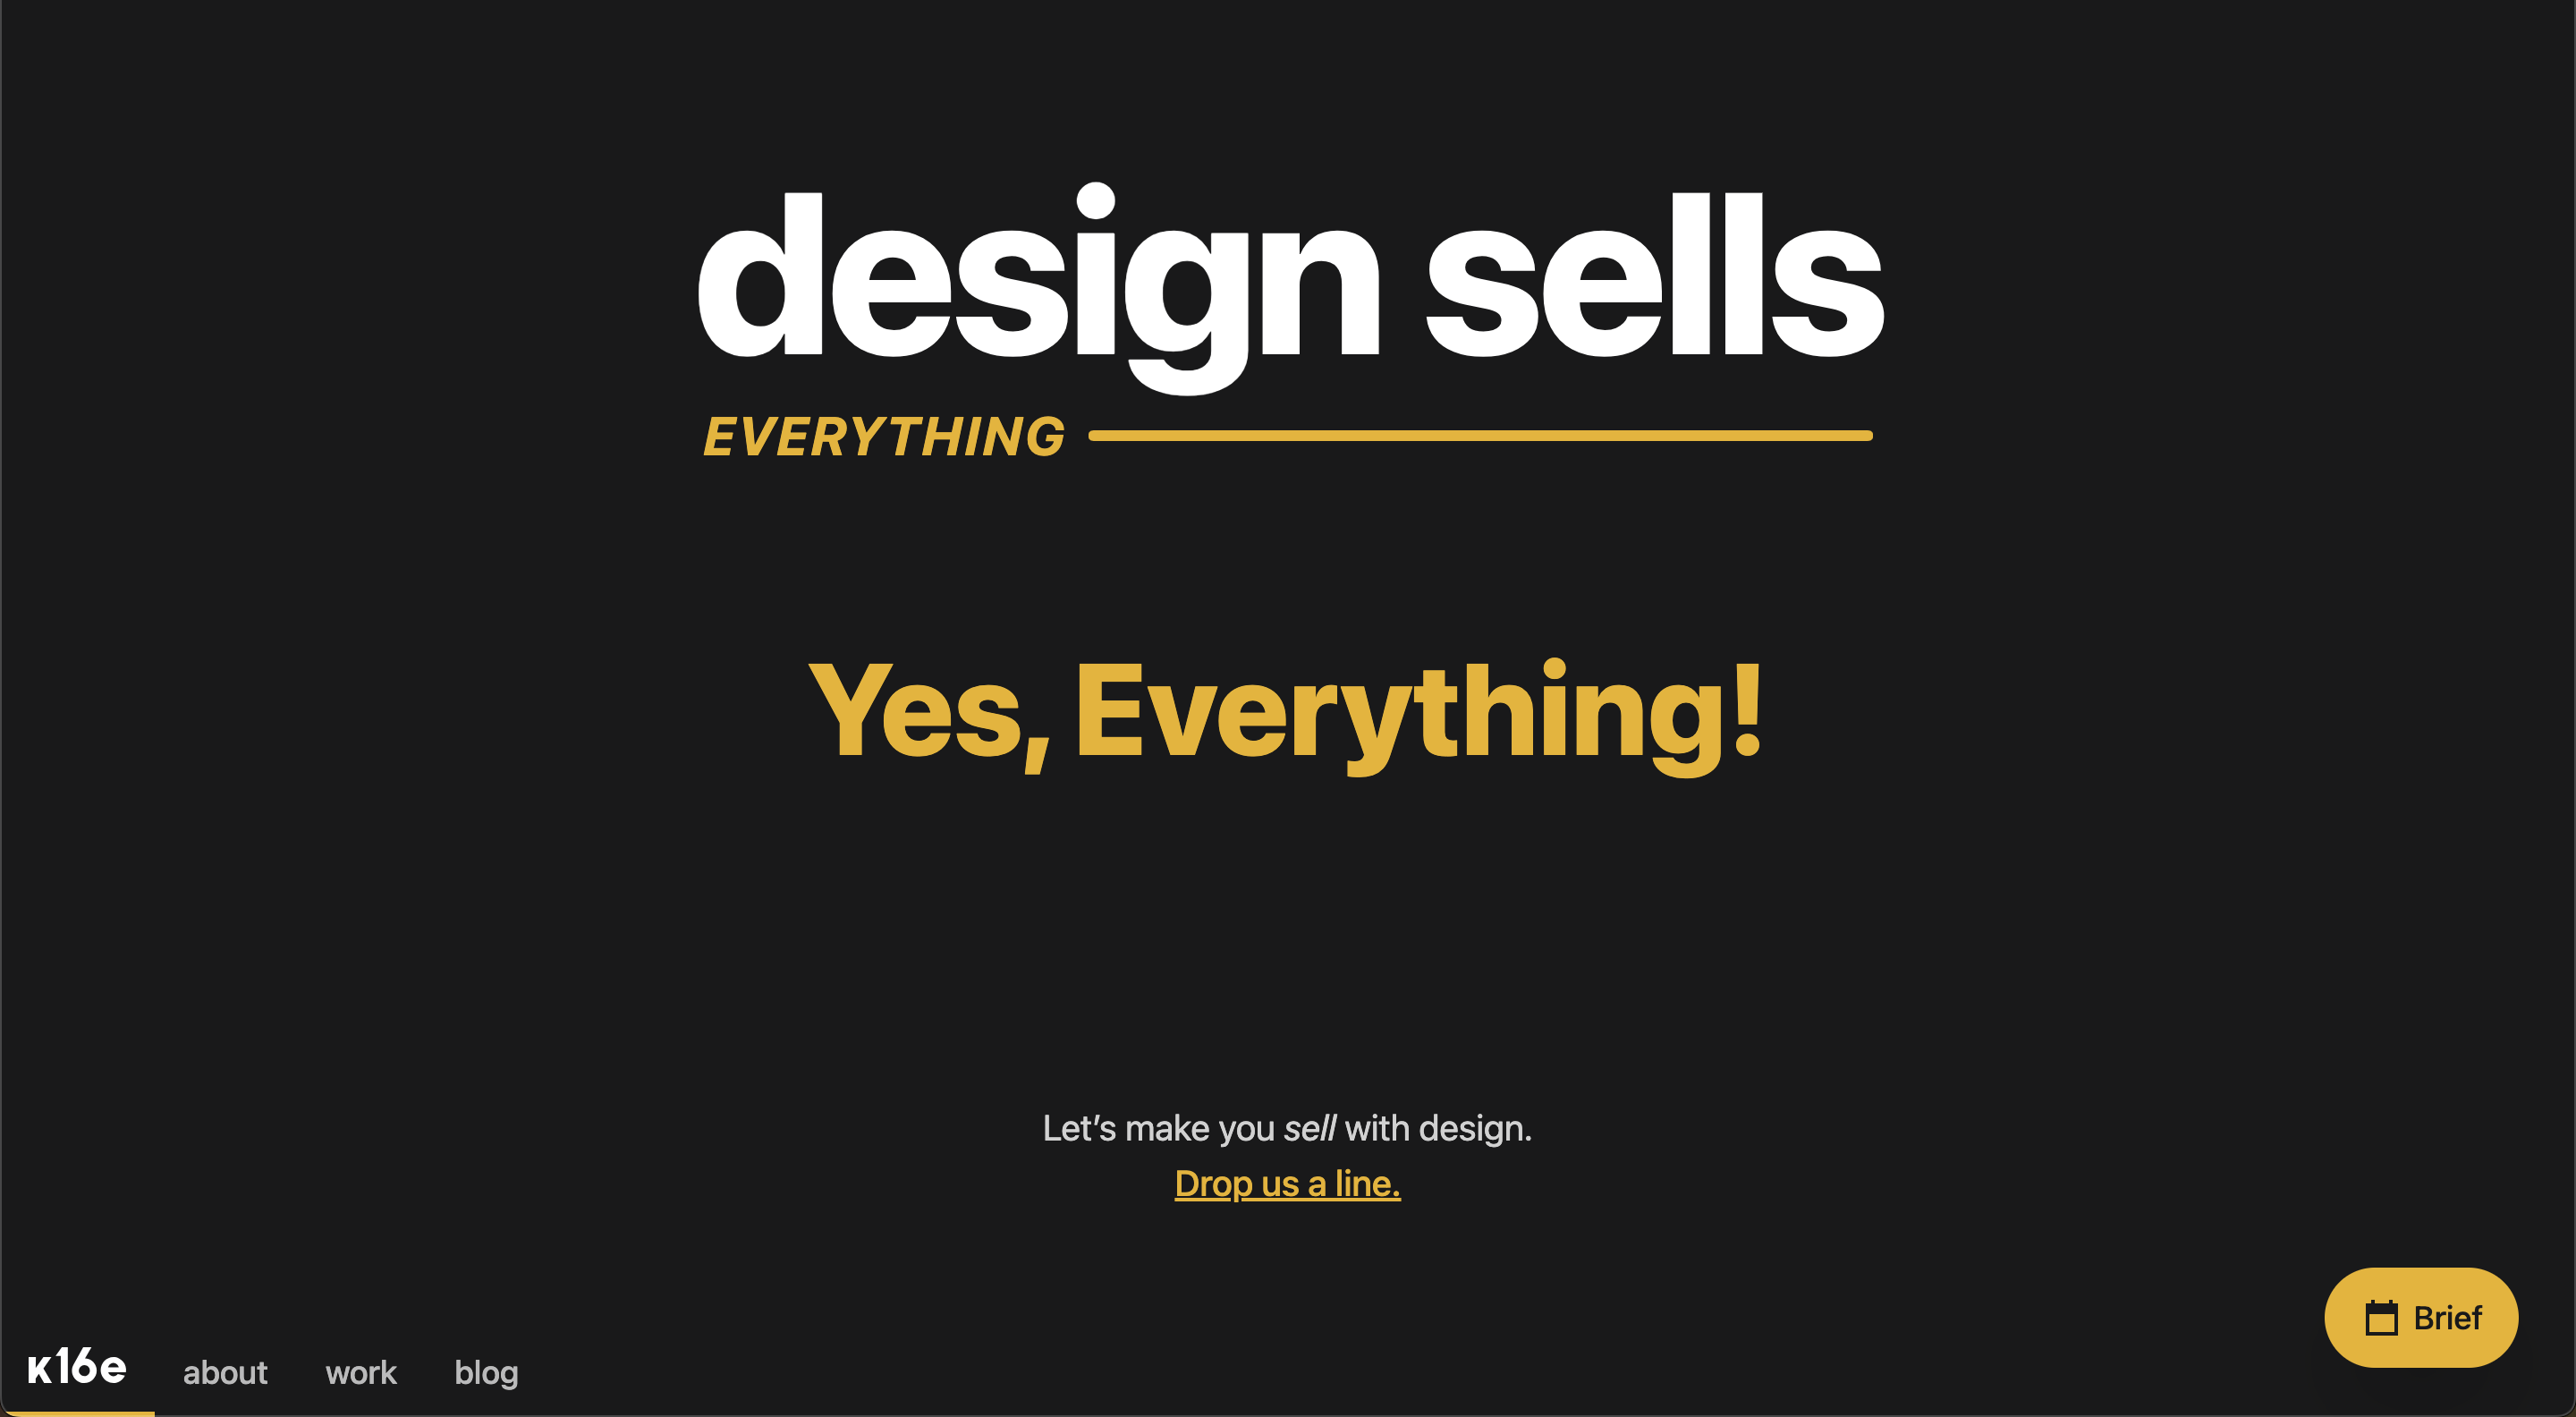 design sells
EVERYTHING
Yes, Everything!
Let’s make you sell with design.
Drop us a line.
Brief
K16e about work blog